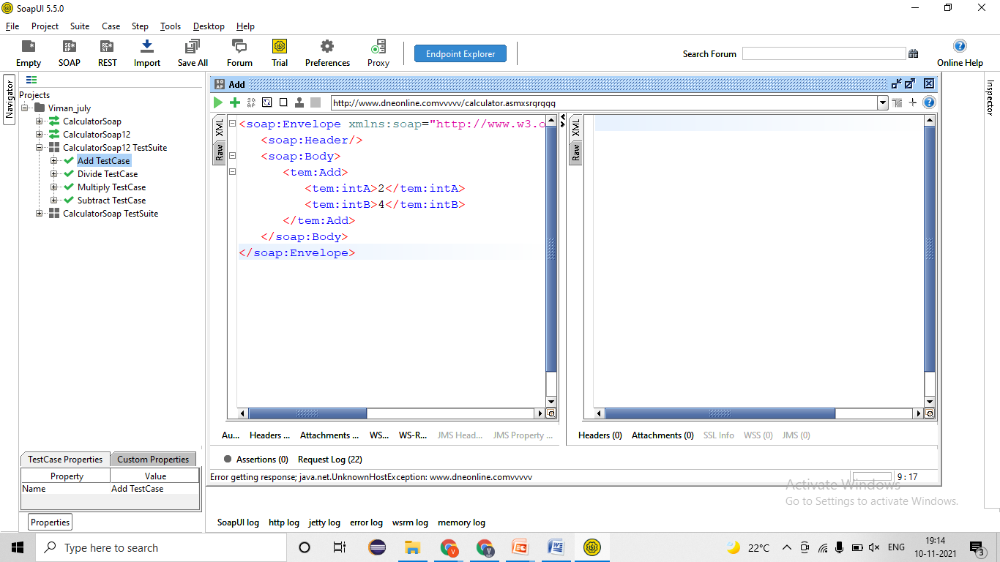 SoapUI 5.5.0
File Project Suite Case Step Tools Desktop Help
Empty SOAP REST Import Save All Forum Trial Preferences Proxy Endpoint Explorer Search Forum Online Help
Navigator
Projects
Viman_july
CalculatorSoap
CalculatorSoap12
CalculatorSoap12 TestSuite
Add TestCase
Divide TestCase
Multiply TestCase
Subtract TestCase
CalculatorSoap TestSuite
TestCase Properties Custom Properties
Property Value
Name Add TestCase
Properties
Add
http://www.dneonline.comvvvvv/calculator.asmxsrqrqqq
XML
Raw
<soap:Envelope xmlns:soap="http://www.w3.o
<soap:Header/>
<soap:Body>
<tem:Add>
<tem:intA>2</tem:intA>
<tem:intB>4</tem:intB>
</tem:Add>
</soap:Body>
</soap:Envelope>
XML
Raw
Au... Headers ... Attachments ... WS... WS-R... JMS Head... JMS Property ...
Headers (0) Attachments (0) SSL Info WSS (0) JMS (0)
Assertions (0) Request Log (22)
Error getting response; java.net.UnknownHostException: www.dneonline.comvvvvv
9 : 17
Inspector
Activate Windows
Go to Settings to activate Windows.
SoapUI log http log jetty log error log wsrm log memory log
Type here to search
22°C ENG 19:14
10-11-2021
3